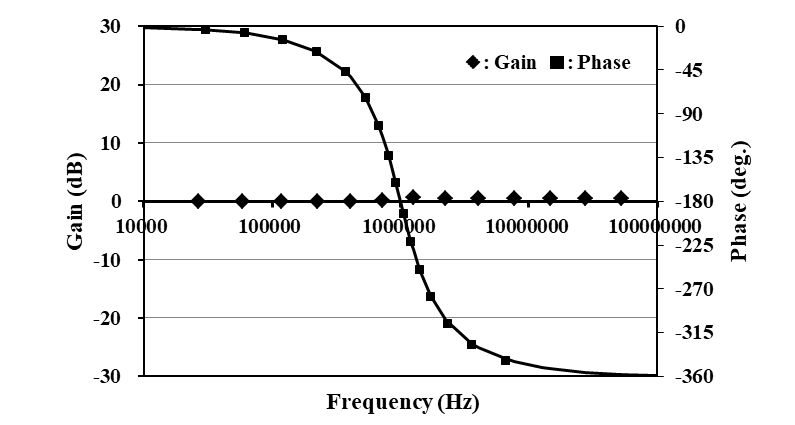 30 0
◆: Gain ■: Phase
-45
20
-90
10
-135
0 -180
10000 100000 1000000 10000000 100000000
-225
-10
-270
-20
-315
-30 -360
Gain (dB)
Phase (deg.)
Frequency (Hz)